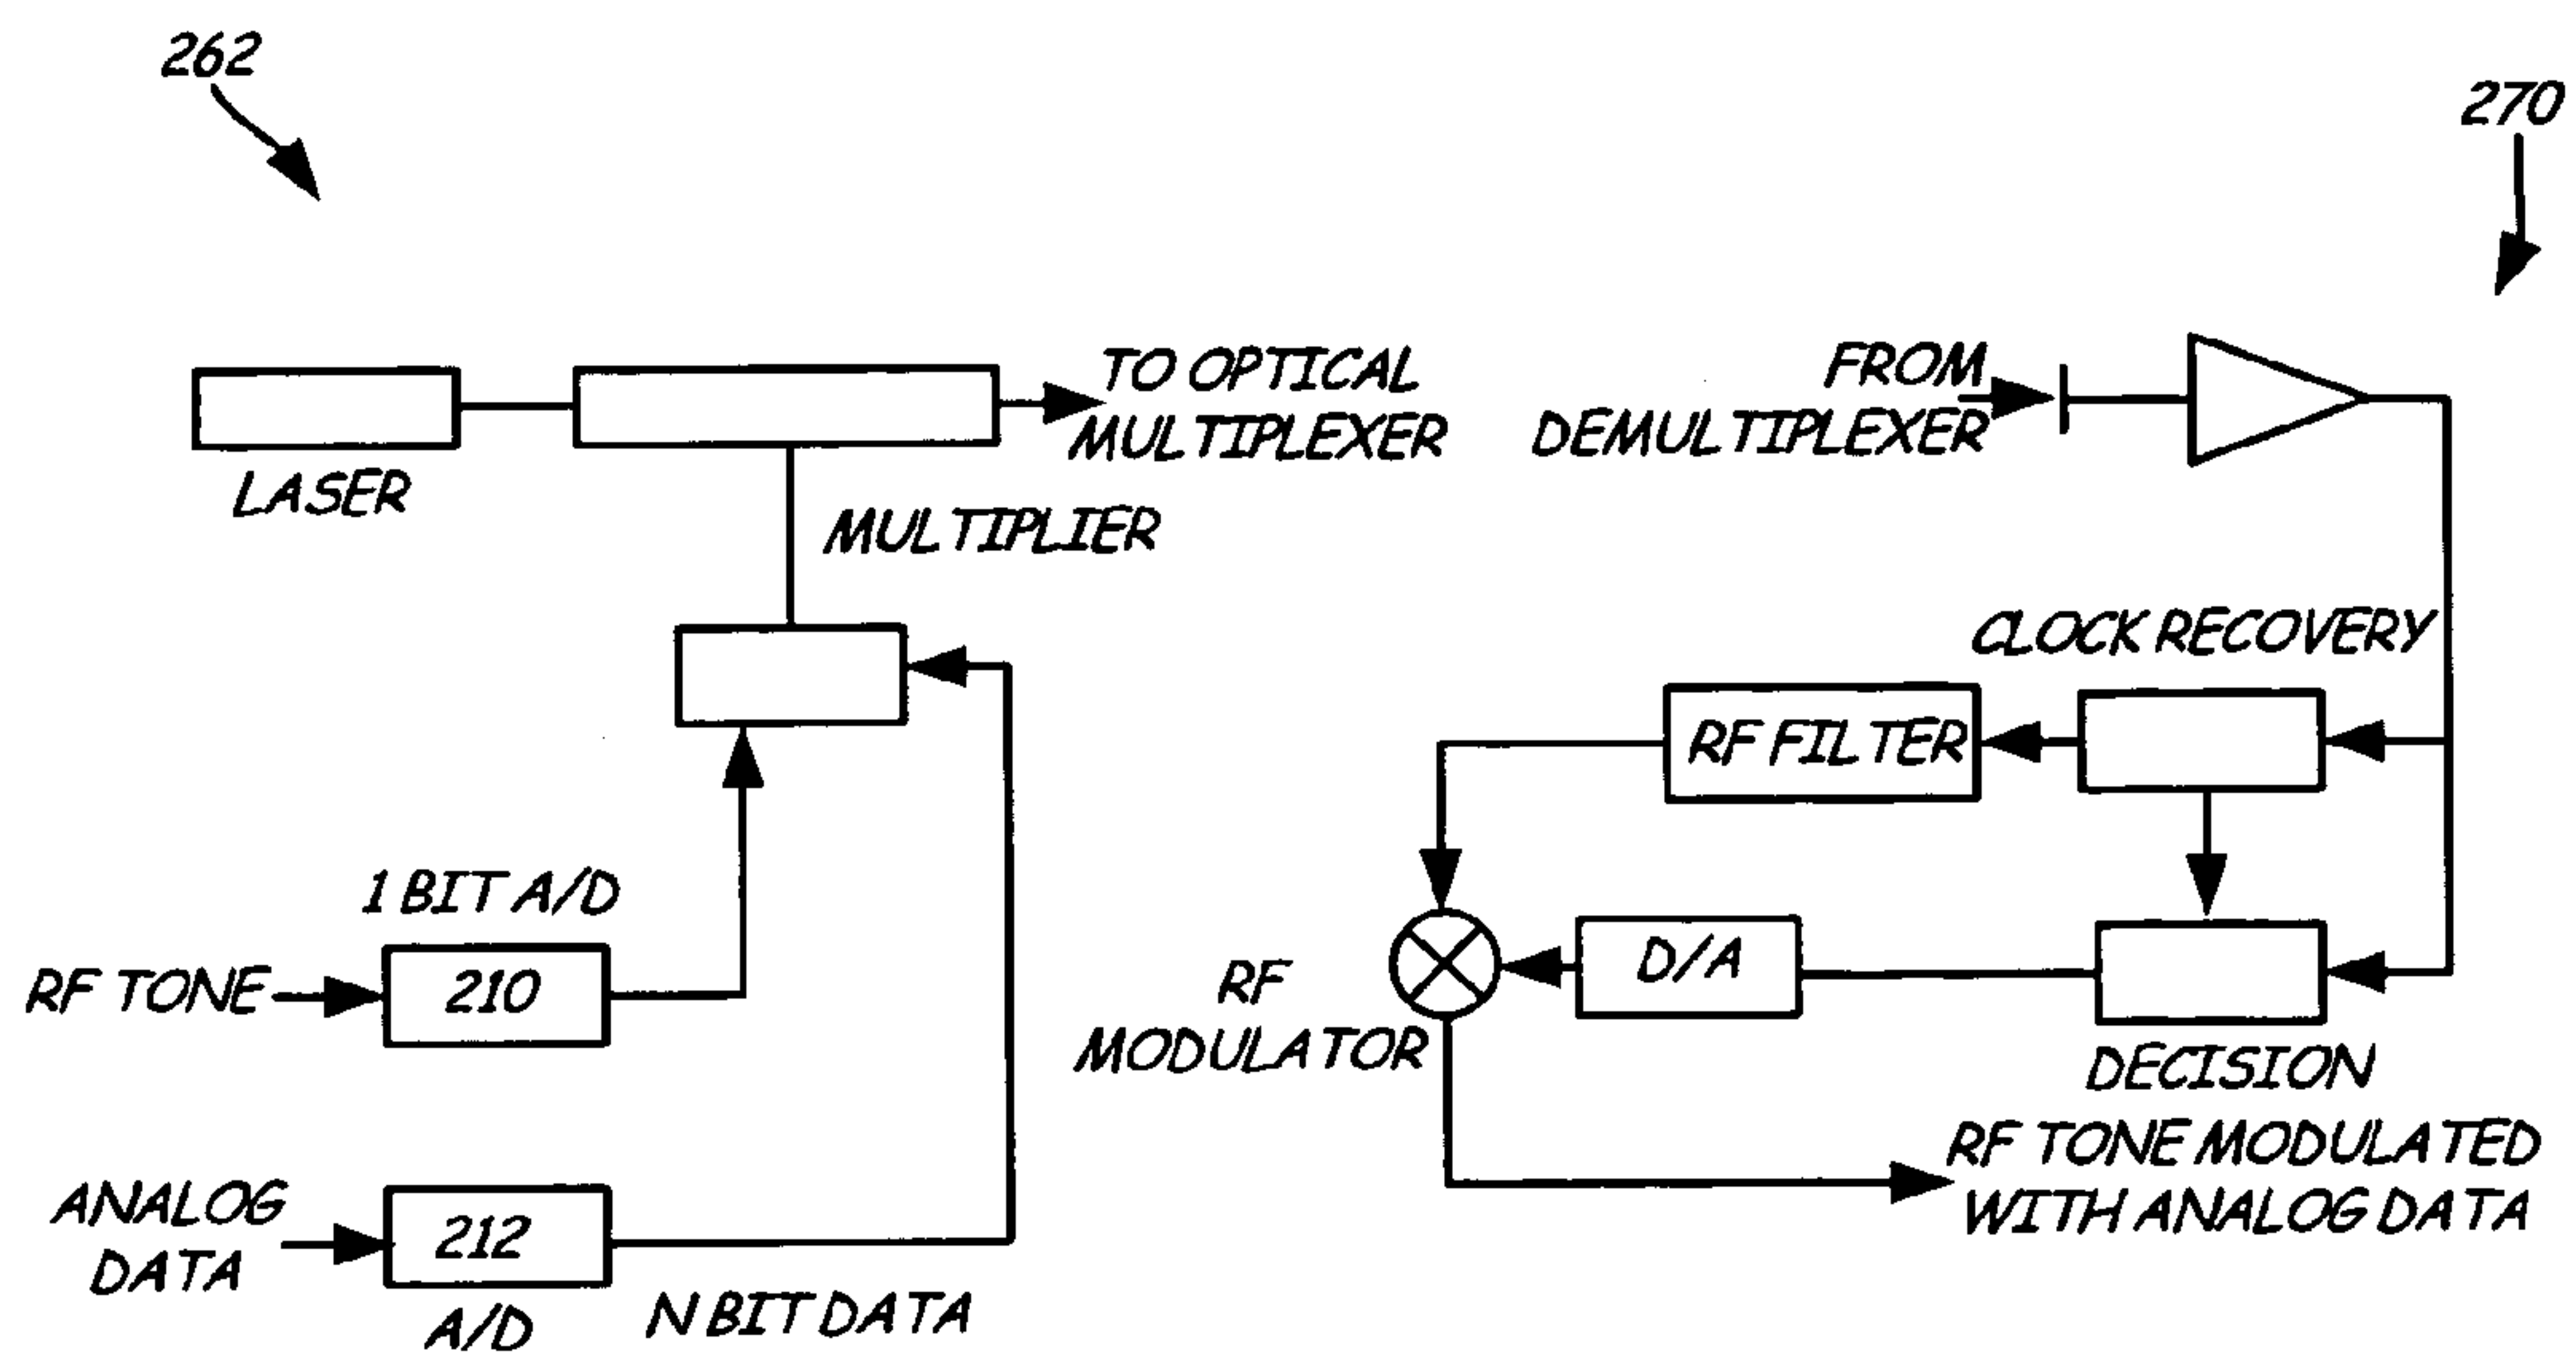 262
270
TO OPTICAL
MULTIPLEXER
LASER
MULTIPLIER
1 BIT A/D
RF TONE
210
ANALOG
DATA
212
A/D
N BIT DATA
FROM
DEMULTIPLEXER
CLOCK RECOVERY
RF FILTER
D/A
RF
MODULATOR
DECISION
RF TONE MODULATED
WITH ANALOG DATA